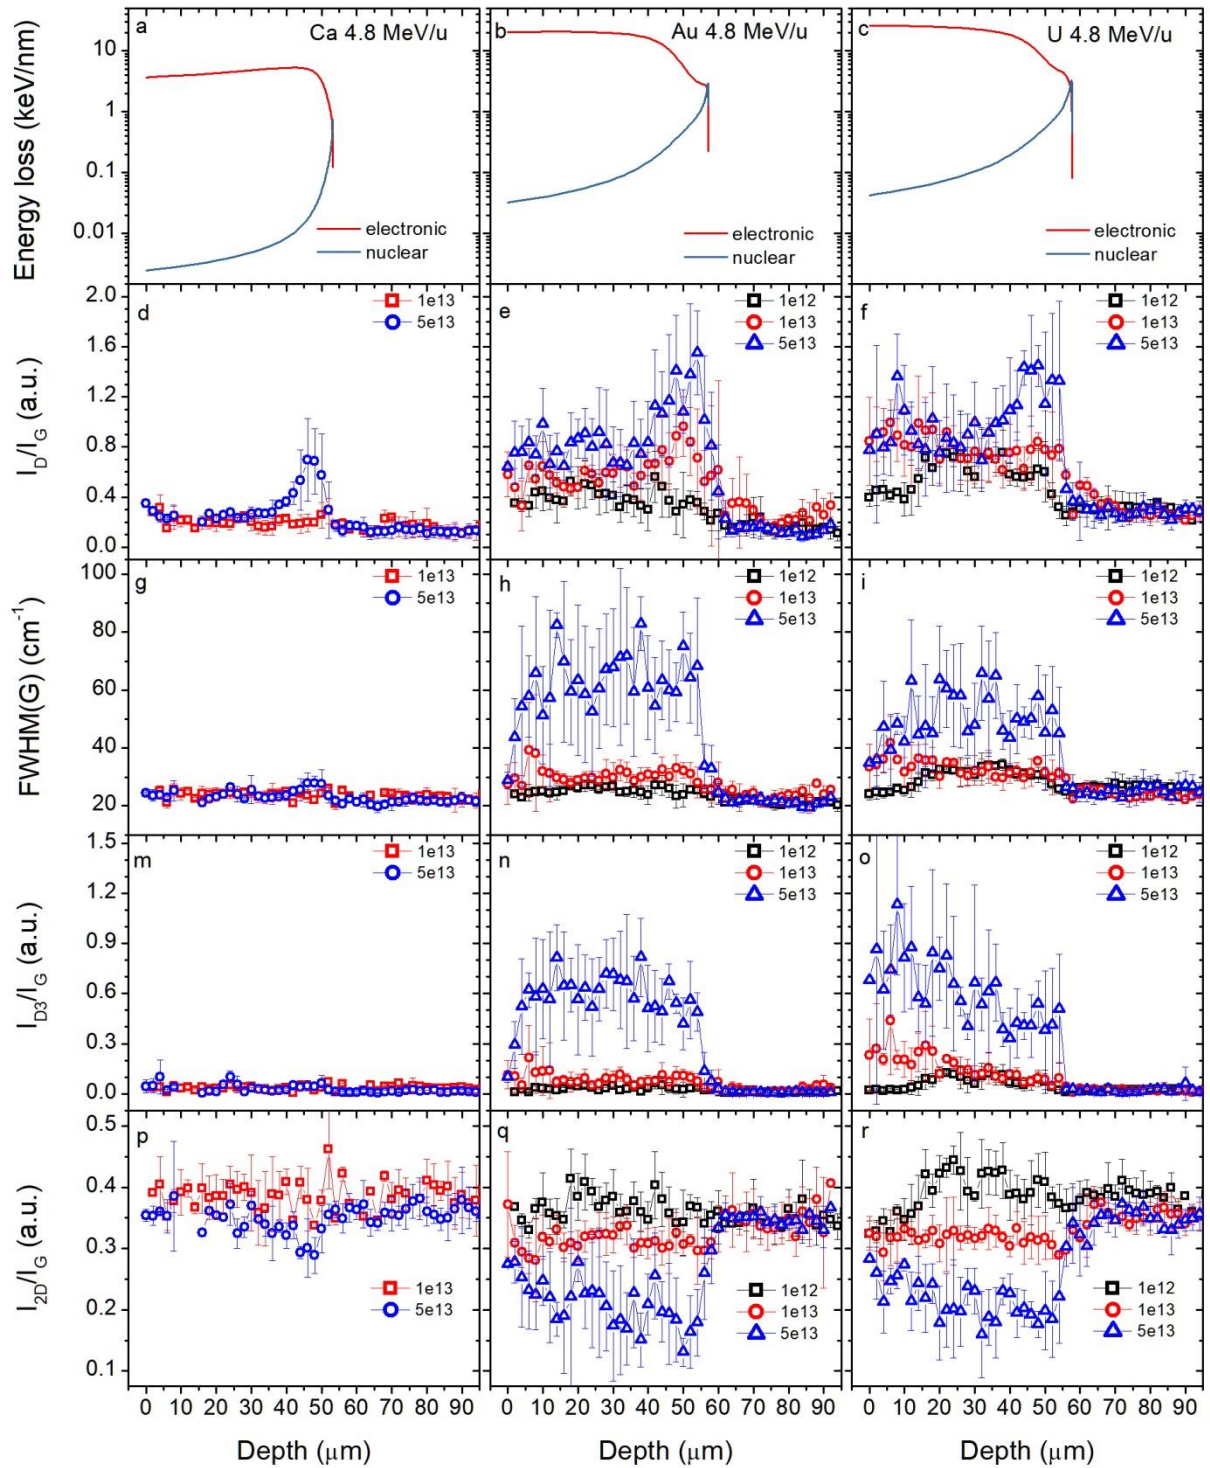 Energy loss (keV/nm)
10
1
0.1
0.01
a
Ca 4.8 MeV/u
electronic
nuclear
b
Au 4.8 MeV/u
electronic
nuclear
c
U 4.8 MeV/u
electronic
nuclear
I_D/I_G (a.u.)
2.0
1.6
1.2
0.8
0.4
0.0
d
1e13
5e13
e
1e12
1e13
5e13
f
1e12
1e13
5e13
FWHM(G) (cm⁻¹)
100
80
60
40
20
g
1e13
5e13
h
1e12
1e13
5e13
i
1e12
1e13
5e13
I_D3/I_G (a.u.)
1.5
1.2
0.9
0.6
0.3
0.0
m
1e13
5e13
n
1e12
1e13
5e13
o
1e12
1e13
5e13
I_2D/I_G (a.u.)
0.5
0.4
0.3
0.2
0.1
p
1e13
5e13
q
1e12
1e13
5e13
r
1e12
1e13
5e13
0 10 20 30 40 50 60 70 80 90
0 10 20 30 40 50 60 70 80 90
0 10 20 30 40 50 60 70 80 90
Depth (μm)
Depth (μm)
Depth (μm)